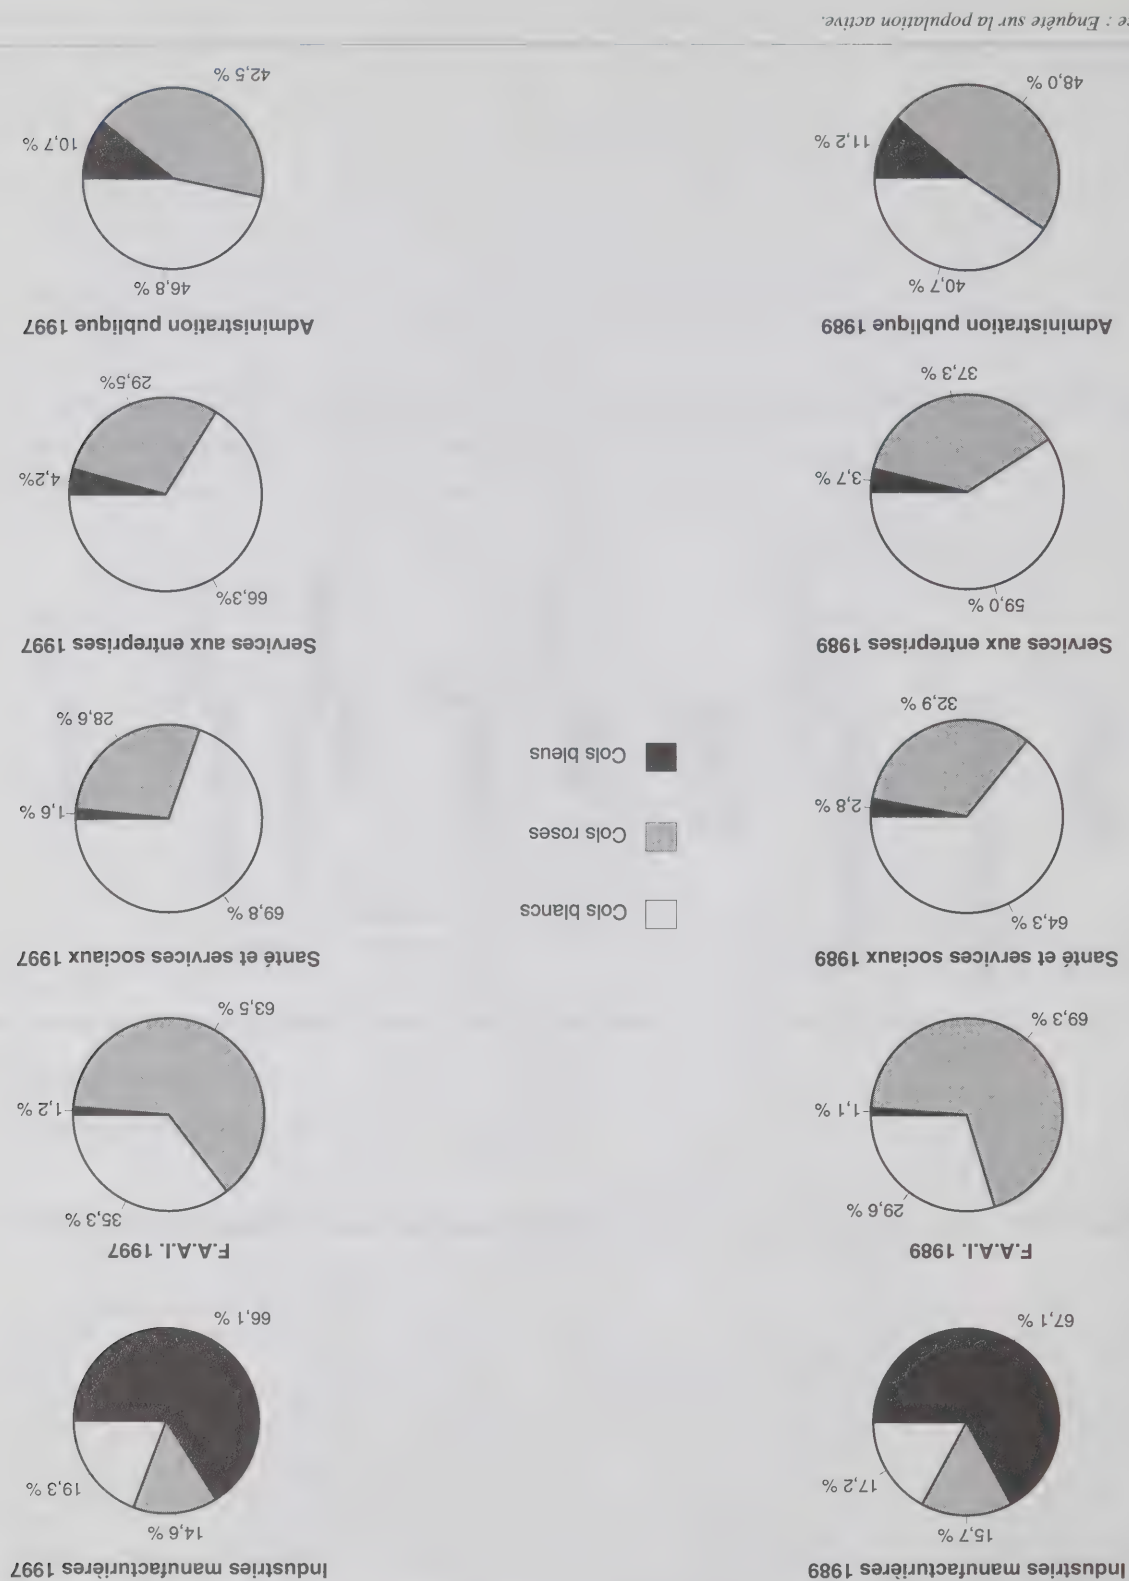 Industries manufacturières 1989
Industries manufacturières 1997
15,7 %
17,2 %
67,1 %
14,6 %
19,3 %
66,1 %
F.A.A.I. 1989
F.A.A.I. 1997
29,6 %
1,1 %
69,3 %
35,3 %
1,2 %
63,5 %
Santé et services sociaux 1989
Santé et services sociaux 1997
64,3 %
2,8 %
32,9 %
69,8 %
1,6 %
28,6 %
Cols blancs
Cols roses
Cols bleus
Services aux entreprises 1989
Services aux entreprises 1997
59,0 %
3,7 %
37,3 %
66,3%
4,2%
29,5%
Administration publique 1989
Administration publique 1997
40,7 %
11,2 %
48,0 %
46,8 %
10,7 %
42,5 %
ce : Enquête sur la population active.